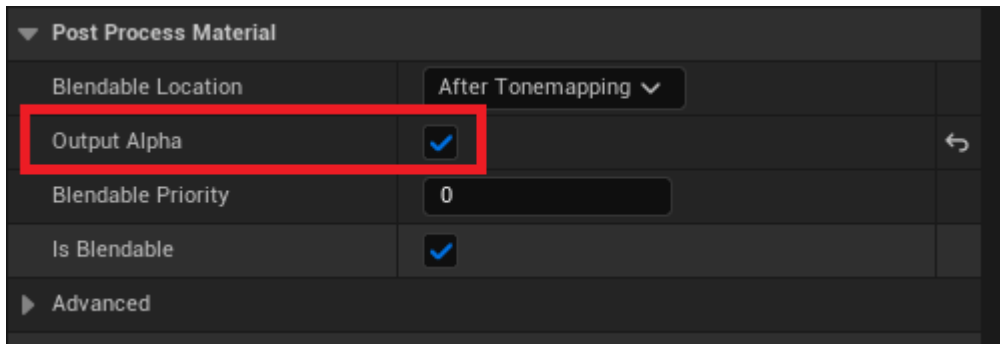 Post Process Material
Blendable Location After Tonemapping
Output Alpha
Blendable Priority 0
Is Blendable
Advanced